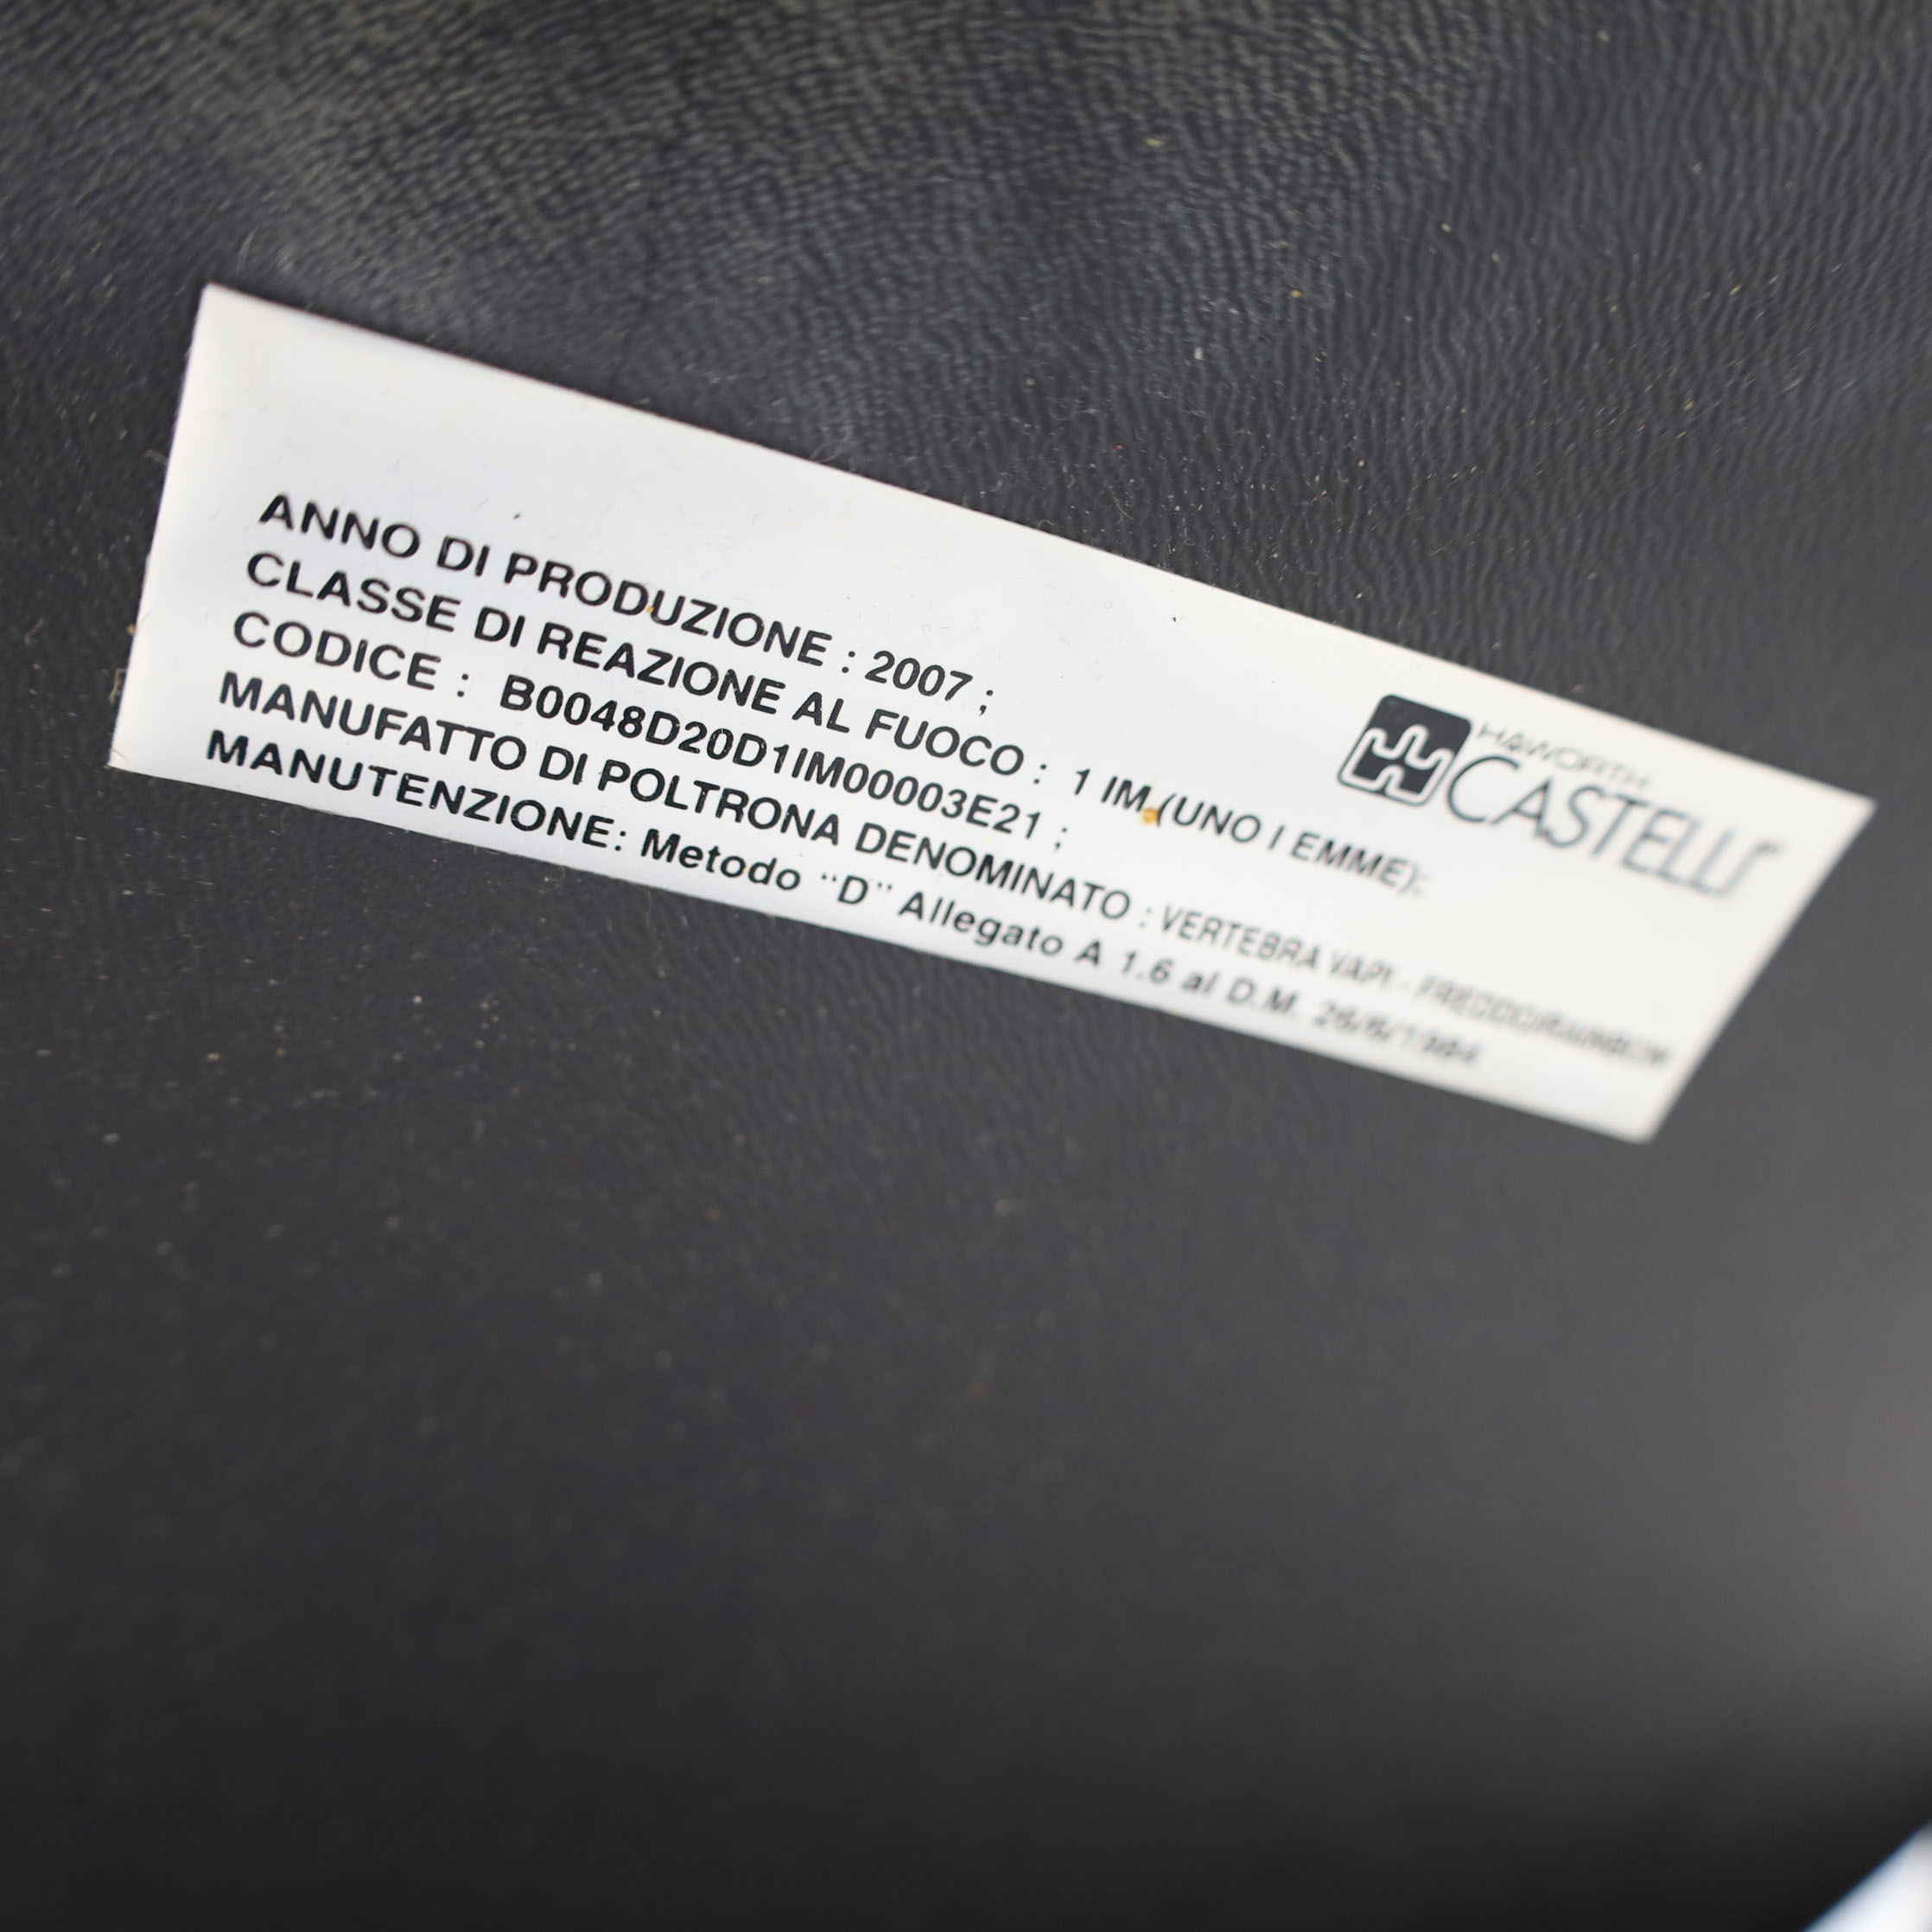 ANNO DI PRODUZIONE : 2007 ;
CLASSE DI REAZIONE AL FUOCO : 1 IM (UNO I EMME);
CODICE : B0048D20D1IM00003E21 ;
MANUFATTO DI POLTRONA DENOMINATO : VERTEBRA VAPI - FREDDO/RAINBOW
MANUTENZIONE: Metodo “D” Allegato A 1.6 al D.M. 26/6/1984
HAWORTH
CASTELLI